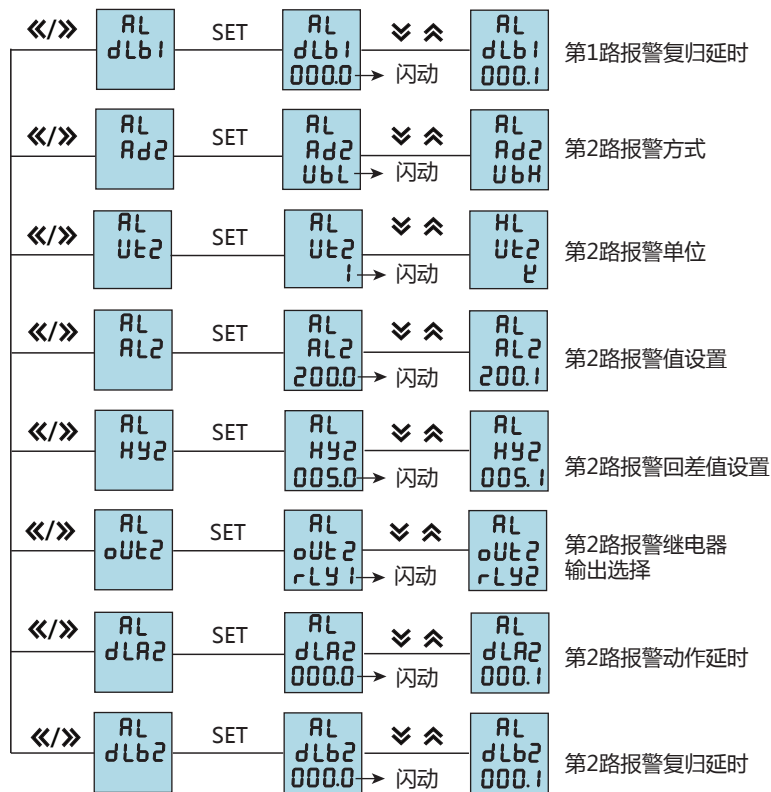 «/» AL SET AL AL
dLb1 dLb1 dLb1 第1路报警复归延时
000.0 闪动 000.1
«/» AL SET AL AL
Ad2 Ad2 Ad2 第2路报警方式
UbL 闪动 UbH
«/» AL SET AL HL
Ut2 Ut2 Ut2 第2路报警单位
1 闪动
«/» AL SET AL AL
AL2 AL2 AL2 第2路报警值设置
200.0 闪动 200.1
«/» AL SET AL AL
HY2 HY2 HY2 第2路报警回差值设置
005.0 闪动 005.1
«/» AL SET AL AL
oUt2 oUt2 oUt2 第2路报警继电器
rLY1 闪动 rLY2 输出选择
«/» AL SET AL AL
dLA2 dLA2 dLA2 第2路报警动作延时
000.0 闪动 000.1
«/» AL SET AL AL
dLb2 dLb2 dLb2 第2路报警复归延时
000.0 闪动 000.1